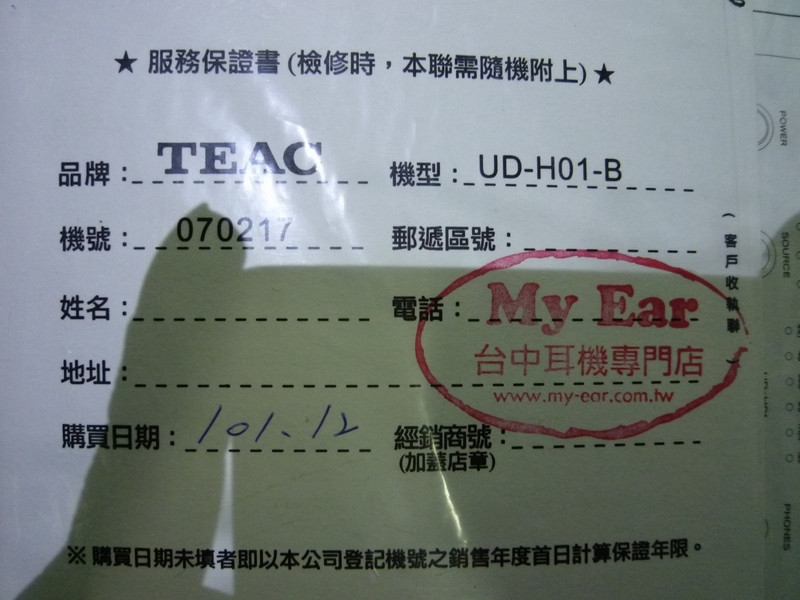 ★ 服務保證書 (檢修時，本聯需隨機附上) ★
品牌： TEAC 機型： UD-H01-B
機號： 070217 郵遞區號：
姓名： 電話：
地址：
購買日期： 101.12 經銷商號：
(加蓋店章)
My Ear
台中耳機專門店
www.my-ear.com.tw
(客戶收執聯)
※ 購買日期未填者即以本公司登記機號之銷售年度首日計算保證年限。
POWER
SOURCE
PHONES